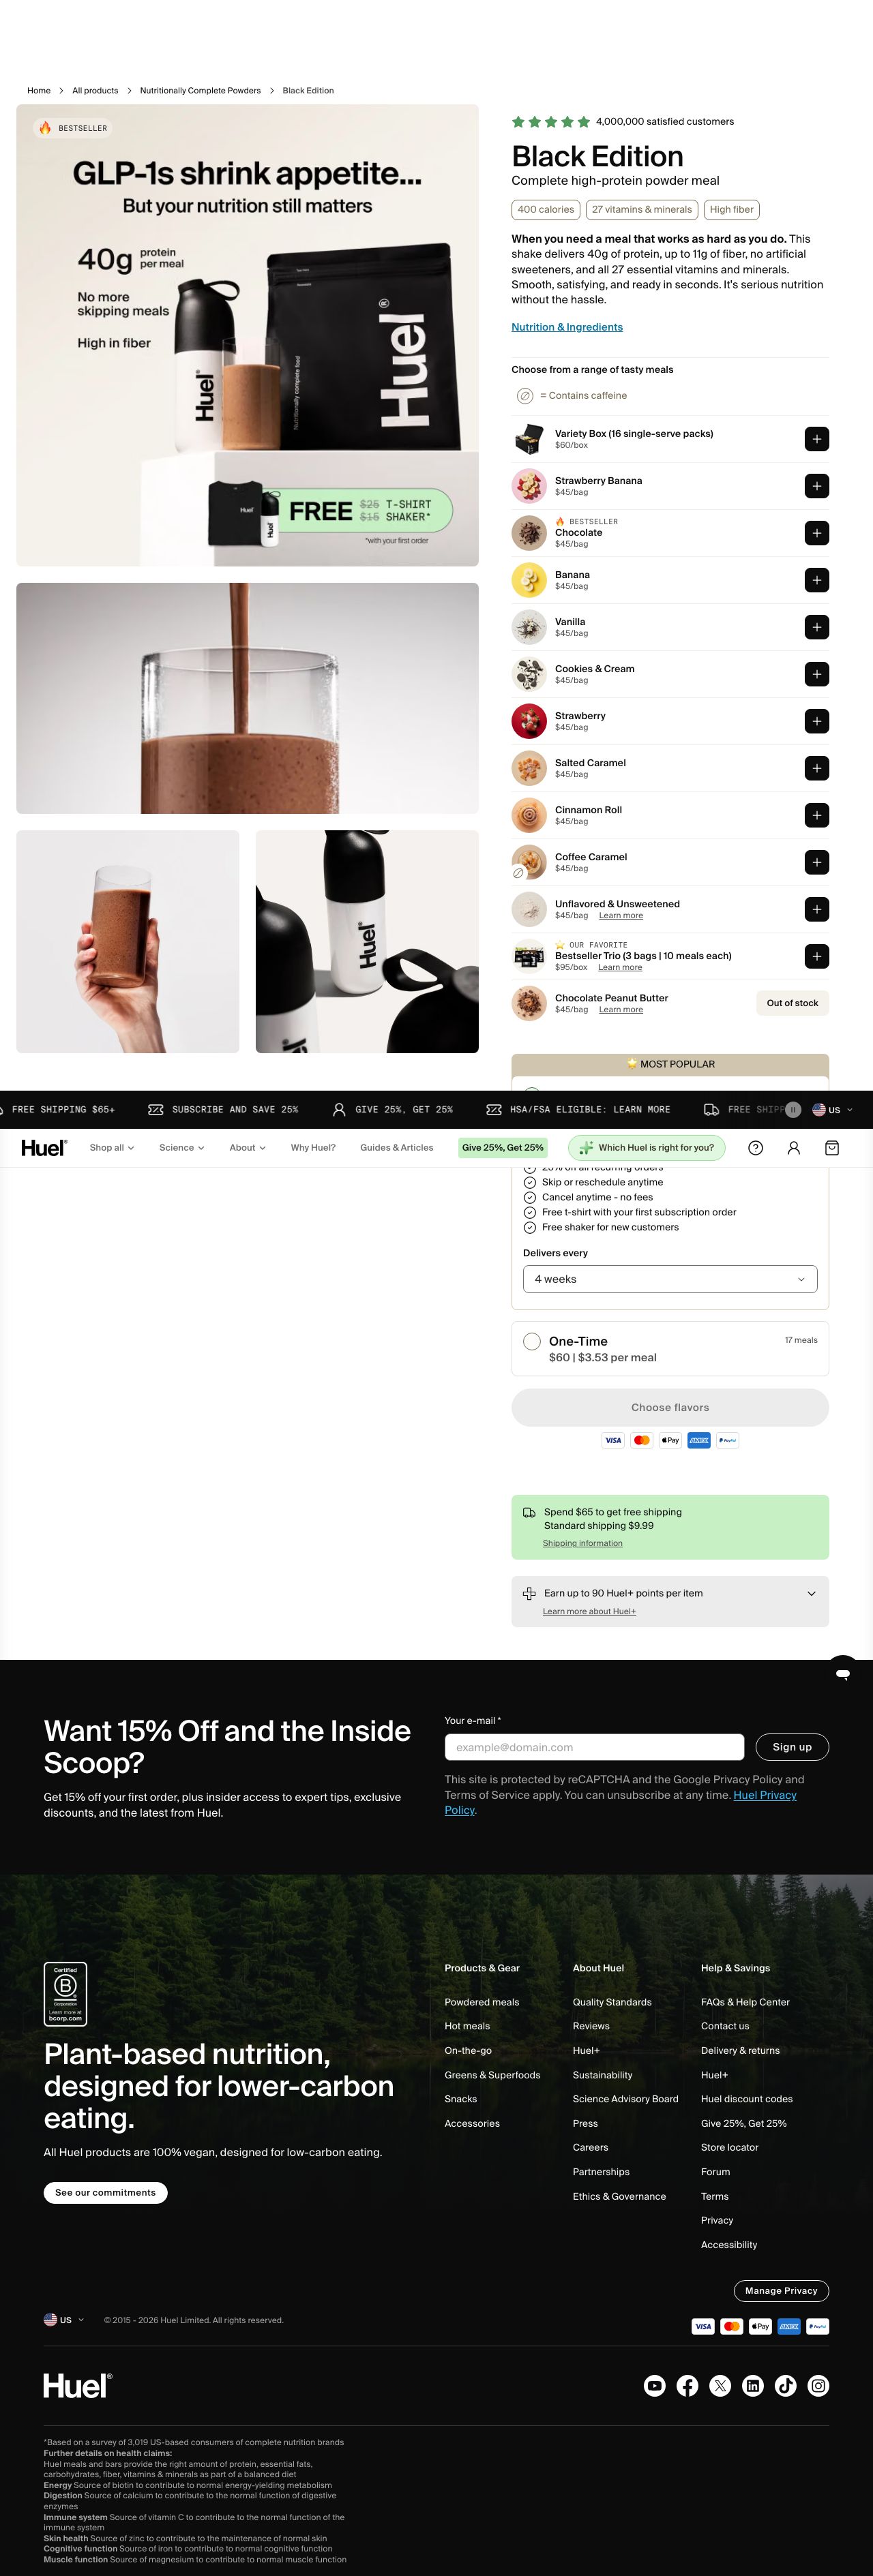 Home
All products
Nutritionally Complete Powders
Black Edition
🔥 BESTSELLER
GLP-1s shrink appetite...
But your nutrition still matters
40g protein
per meal
No more
skipping meals
High in fiber
Huel
Nutritionally complete food
Huel
Huel
Huel
FREE $25 T-SHIRT
$15 SHAKER*
*with your first order
Huel
4,000,000 satisfied customers
Black Edition
Complete high-protein powder meal
400 calories
27 vitamins & minerals
High fiber
When you need a meal that works as hard as you do. This
shake delivers 40g of protein, up to 11g of fiber, no artificial
sweeteners, and all 27 essential vitamins and minerals.
Smooth, satisfying, and ready in seconds. It's serious nutrition
without the hassle.
Nutrition & Ingredients
Choose from a range of tasty meals
= Contains caffeine
Variety Box (16 single-serve packs)
$60/box
Strawberry Banana
$45/bag
🔥 BESTSELLER
Chocolate
$45/bag
Banana
$45/bag
Vanilla
$45/bag
Cookies & Cream
$45/bag
Strawberry
$45/bag
Salted Caramel
$45/bag
Cinnamon Roll
$45/bag
Coffee Caramel
$45/bag
Unflavored & Unsweetened
$45/bag Learn more
⭐ OUR FAVORITE
Bestseller Trio (3 bags | 10 meals each)
$95/box Learn more
Chocolate Peanut Butter
$45/bag Learn more
Out of stock
🌟 MOST POPULAR
FREE SHIPPING $65+
SUBSCRIBE AND SAVE 25%
GIVE 25%, GET 25%
HSA/FSA ELIGIBLE: LEARN MORE
FREE SHIPP
US
Huel®
Shop all
Science
About
Why Huel?
Guides & Articles
Give 25%, Get 25%
Which Huel is right for you?
25% off all recurring orders
Skip or reschedule anytime
Cancel anytime - no fees
Free t-shirt with your first subscription order
Free shaker for new customers
Delivers every
4 weeks
One-Time
17 meals
$60 | $3.53 per meal
Choose flavors
VISA
Apple Pay
AMEX
PayPal
Spend $65 to get free shipping
Standard shipping $9.99
Shipping information
Earn up to 90 Huel+ points per item
Learn more about Huel+
Want 15% Off and the Inside
Scoop?
Get 15% off your first order, plus insider access to expert tips, exclusive
discounts, and the latest from Huel.
Your e-mail *
example@domain.com
Sign up
This site is protected by reCAPTCHA and the Google Privacy Policy and
Terms of Service apply. You can unsubscribe at any time. Huel Privacy
Policy.
Certified
B
Corporation
Learn more at
bcorp.com
Plant-based nutrition,
designed for lower-carbon
eating.
All Huel products are 100% vegan, designed for low-carbon eating.
See our commitments
Products & Gear
Powdered meals
Hot meals
On-the-go
Greens & Superfoods
Snacks
Accessories
About Huel
Quality Standards
Reviews
Huel+
Sustainability
Science Advisory Board
Press
Careers
Partnerships
Ethics & Governance
Help & Savings
FAQs & Help Center
Contact us
Delivery & returns
Huel+
Huel discount codes
Give 25%, Get 25%
Store locator
Forum
Terms
Privacy
Accessibility
Manage Privacy
US
© 2015 - 2026 Huel Limited. All rights reserved.
VISA
Apple Pay
AMEX
PayPal
Huel®
*Based on a survey of 3,019 US-based consumers of complete nutrition brands
Further details on health claims:
Huel meals and bars provide the right amount of protein, essential fats,
carbohydrates, fiber, vitamins & minerals as part of a balanced diet
Energy Source of biotin to contribute to normal energy-yielding metabolism
Digestion Source of calcium to contribute to the normal function of digestive
enzymes
Immune system Source of vitamin C to contribute to the normal function of the
immune system
Skin health Source of zinc to contribute to the maintenance of normal skin
Cognitive function Source of iron to contribute to normal cognitive function
Muscle function Source of magnesium to contribute to normal muscle function